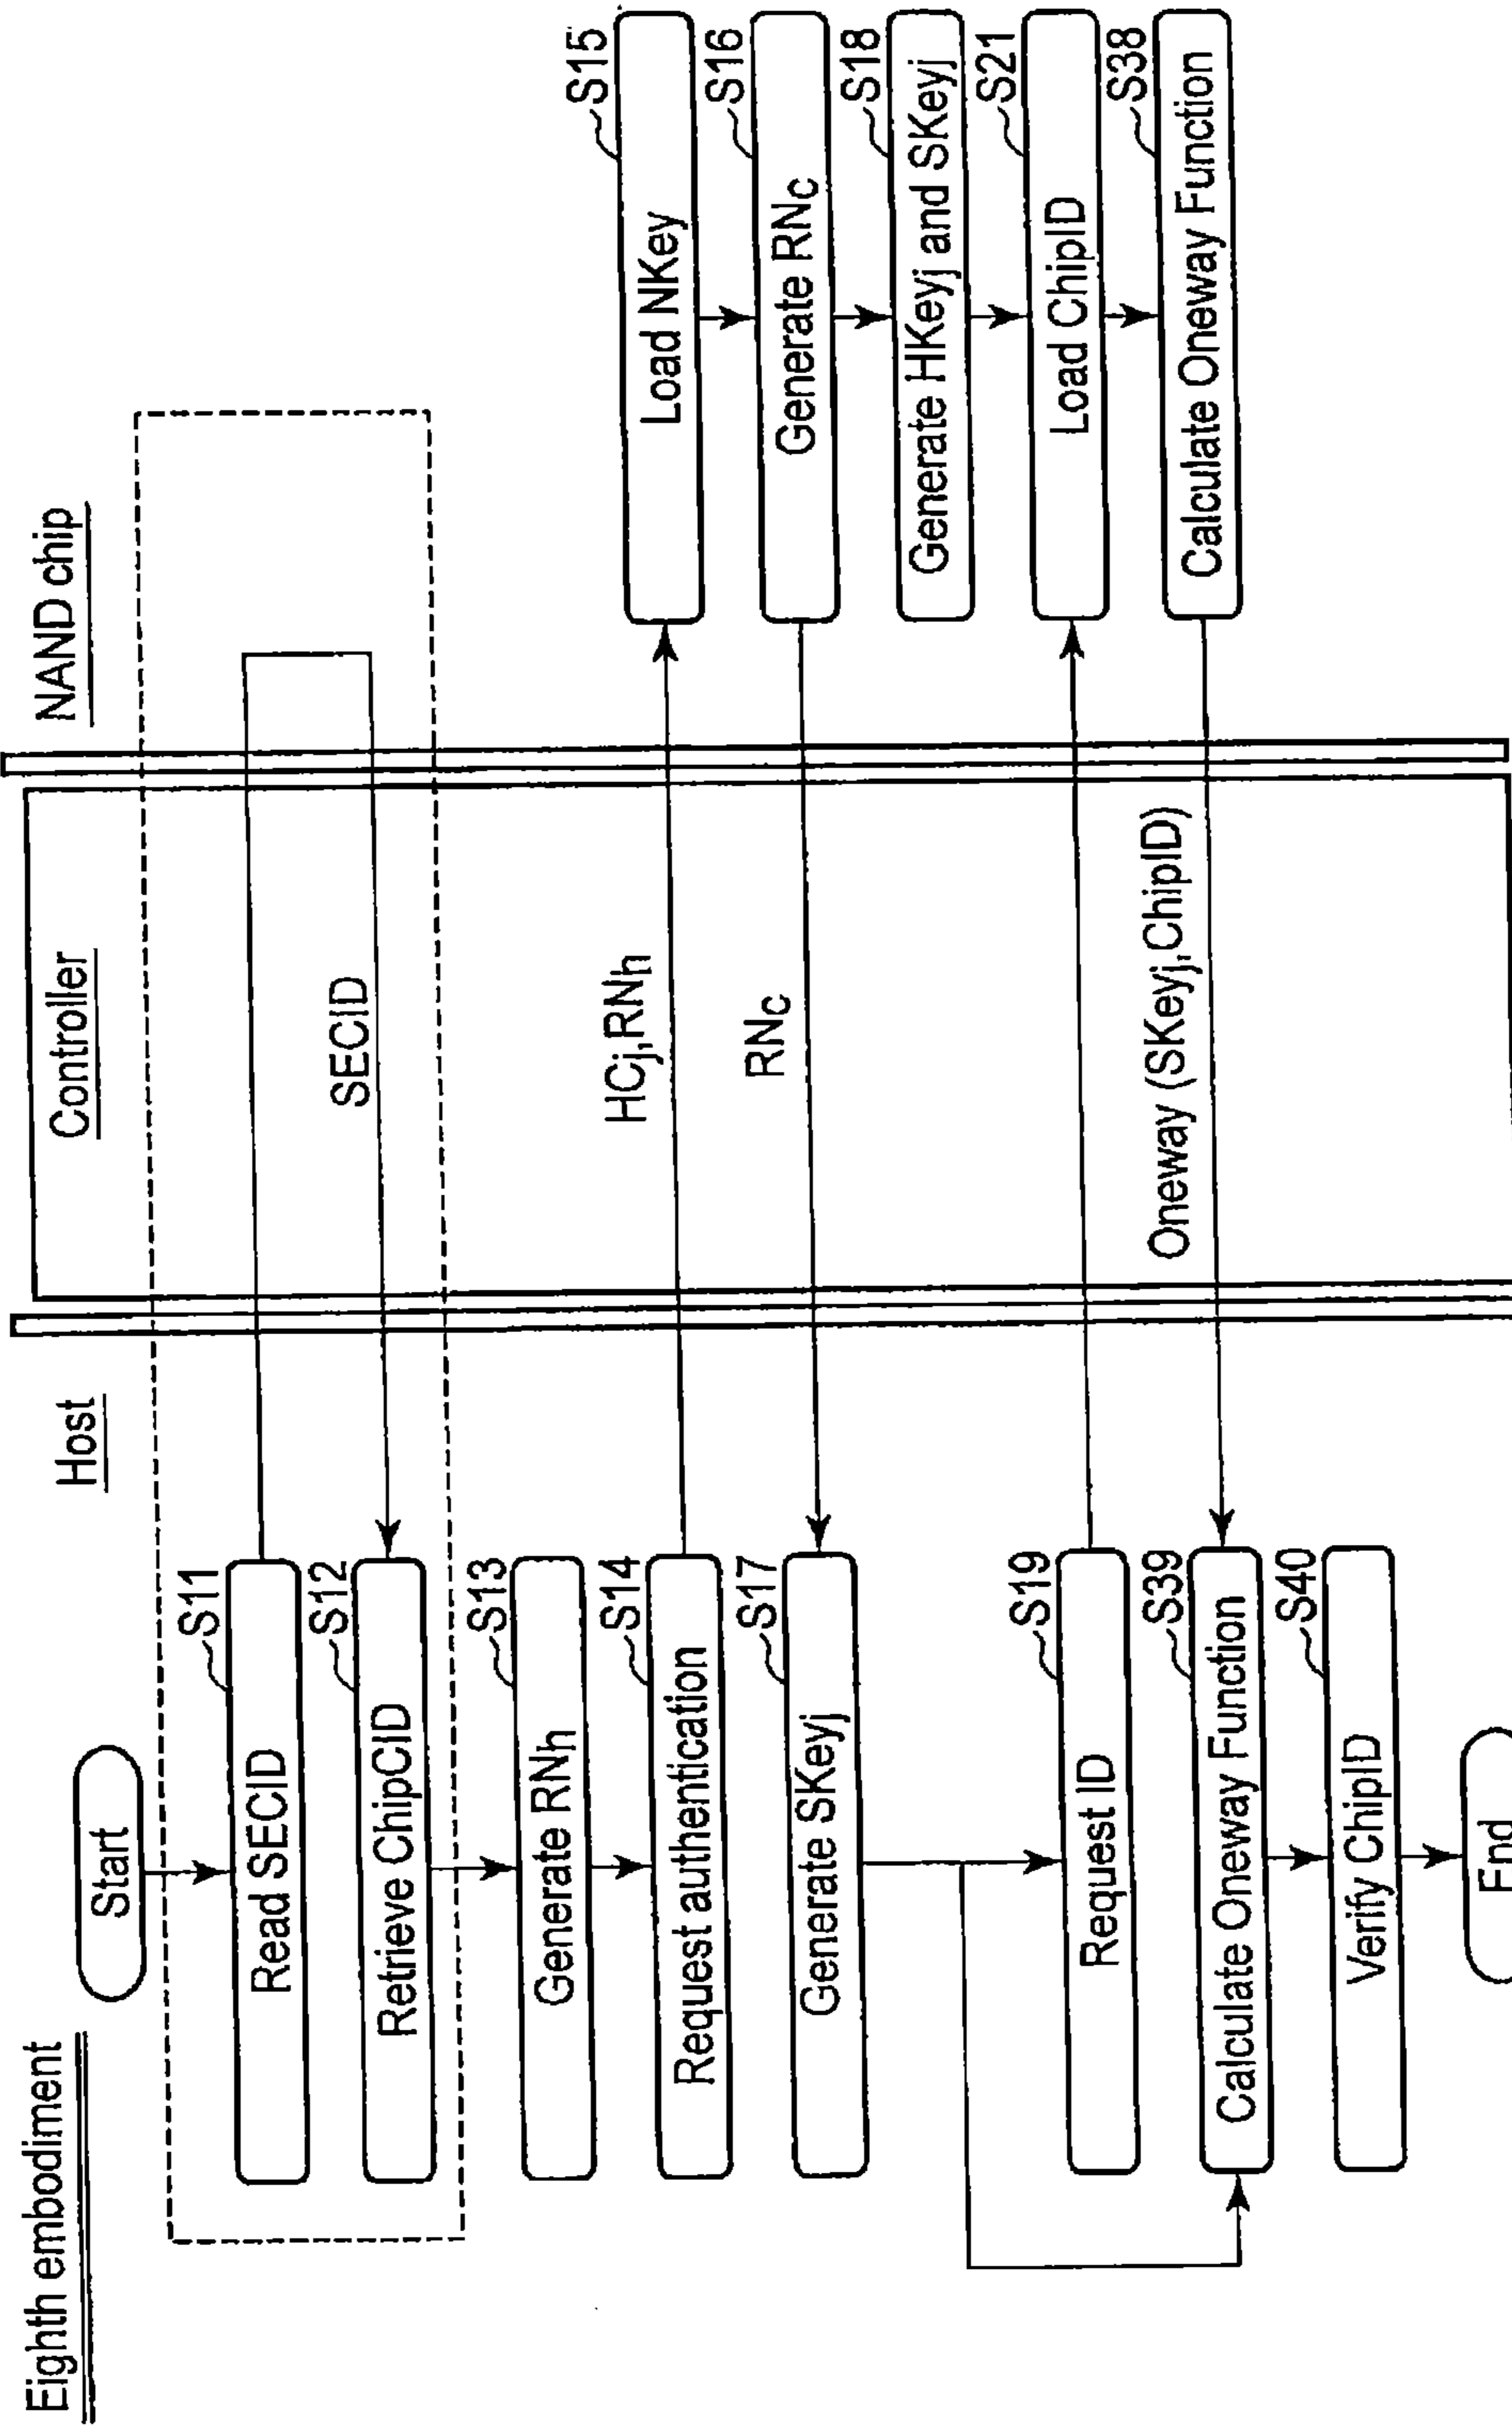 Eighth embodiment
Host
Controller
NAND chip
Start
S11
Read SECID
SECID
S12
Retrieve ChipCID
S13
Generate RNh
S14
Request authentication
HCj,RNh
S15
Load NKey
S16
Generate RNc
RNc
S17
Generate SKeyj
S18
Generate HKeyj and SKeyj
S19
Request ID
S21
Load ChipID
S38
Calculate Oneway Function
Oneway (SKeyj,ChipID)
S39
Calculate Oneway Function
S40
Verify ChipID
End